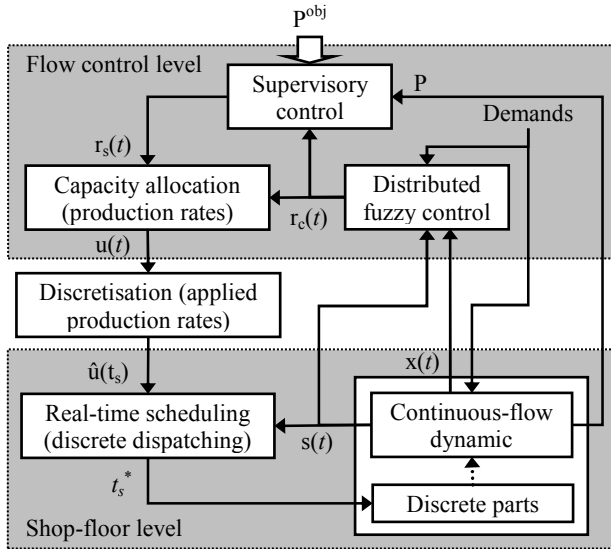 P^obj
Flow control level
Supervisory
control
P
Demands
r_s(t)
Capacity allocation
(production rates)
r_c(t)
Distributed
fuzzy control
u(t)
Discretisation (applied
production rates)
û(t_s)
x(t)
Real-time scheduling
(discrete dispatching)
s(t)
Continuous-flow
dynamic
t_s^*
Discrete parts
Shop-floor level